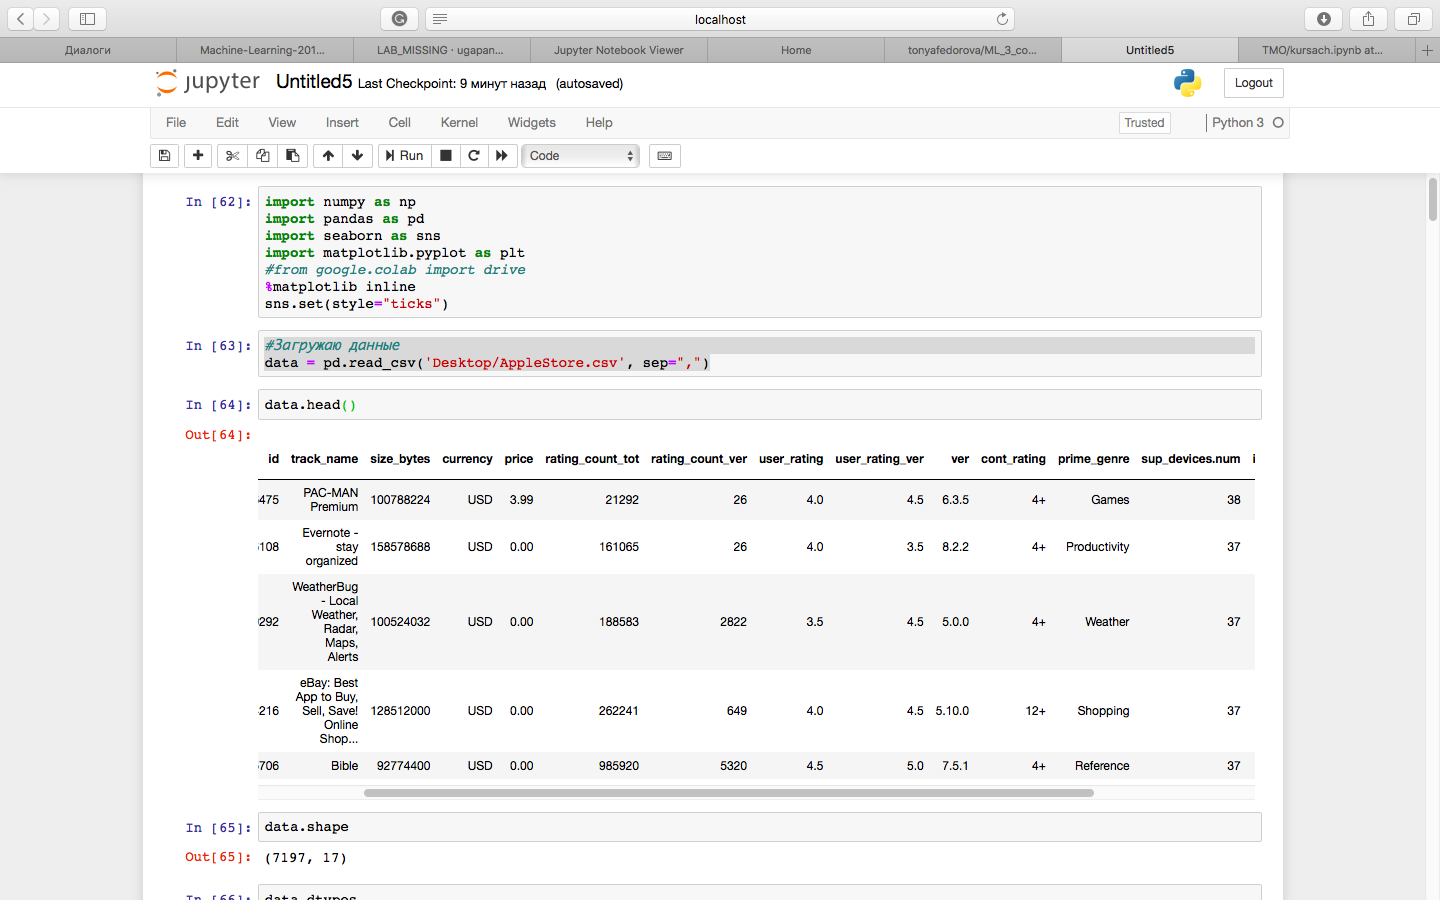 localhost
Диалоги
Machine-Learning-201...
LAB_MISSING · ugapan...
Jupyter Notebook Viewer
Home
tonyafedorova/ML_3_co...
Untitled5
TMO/kursach.ipynb at...
jupyter Untitled5 Last Checkpoint: 9 минут назад (autosaved)
Logout
File Edit View Insert Cell Kernel Widgets Help
Trusted
Python 3
Run
Code
In [62]:
import numpy as np
import pandas as pd
import seaborn as sns
import matplotlib.pyplot as plt
#from google.colab import drive
%matplotlib inline
sns.set(style="ticks")
In [63]:
#Загружаю данные
data = pd.read_csv('Desktop/AppleStore.csv', sep=",")
In [64]:
data.head()
Out[64]:
id track_name size_bytes currency price rating_count_tot rating_count_ver user_rating user_rating_ver ver cont_rating prime_genre sup_devices.num i
475 PAC-MAN Premium 100788224 USD 3.99 21292 26 4.0 4.5 6.3.5 4+ Games 38
108 Evernote - stay organized 158578688 USD 0.00 161065 26 4.0 3.5 8.2.2 4+ Productivity 37
292 WeatherBug - Local Weather, Radar, Maps, Alerts 100524032 USD 0.00 188583 2822 3.5 4.5 5.0.0 4+ Weather 37
216 eBay: Best App to Buy, Sell, Save! Online Shop... 128512000 USD 0.00 262241 649 4.0 4.5 5.10.0 12+ Shopping 37
706 Bible 92774400 USD 0.00 985920 5320 4.5 5.0 7.5.1 4+ Reference 37
In [65]:
data.shape
Out[65]:
(7197, 17)
In [66]:
data.dtypes